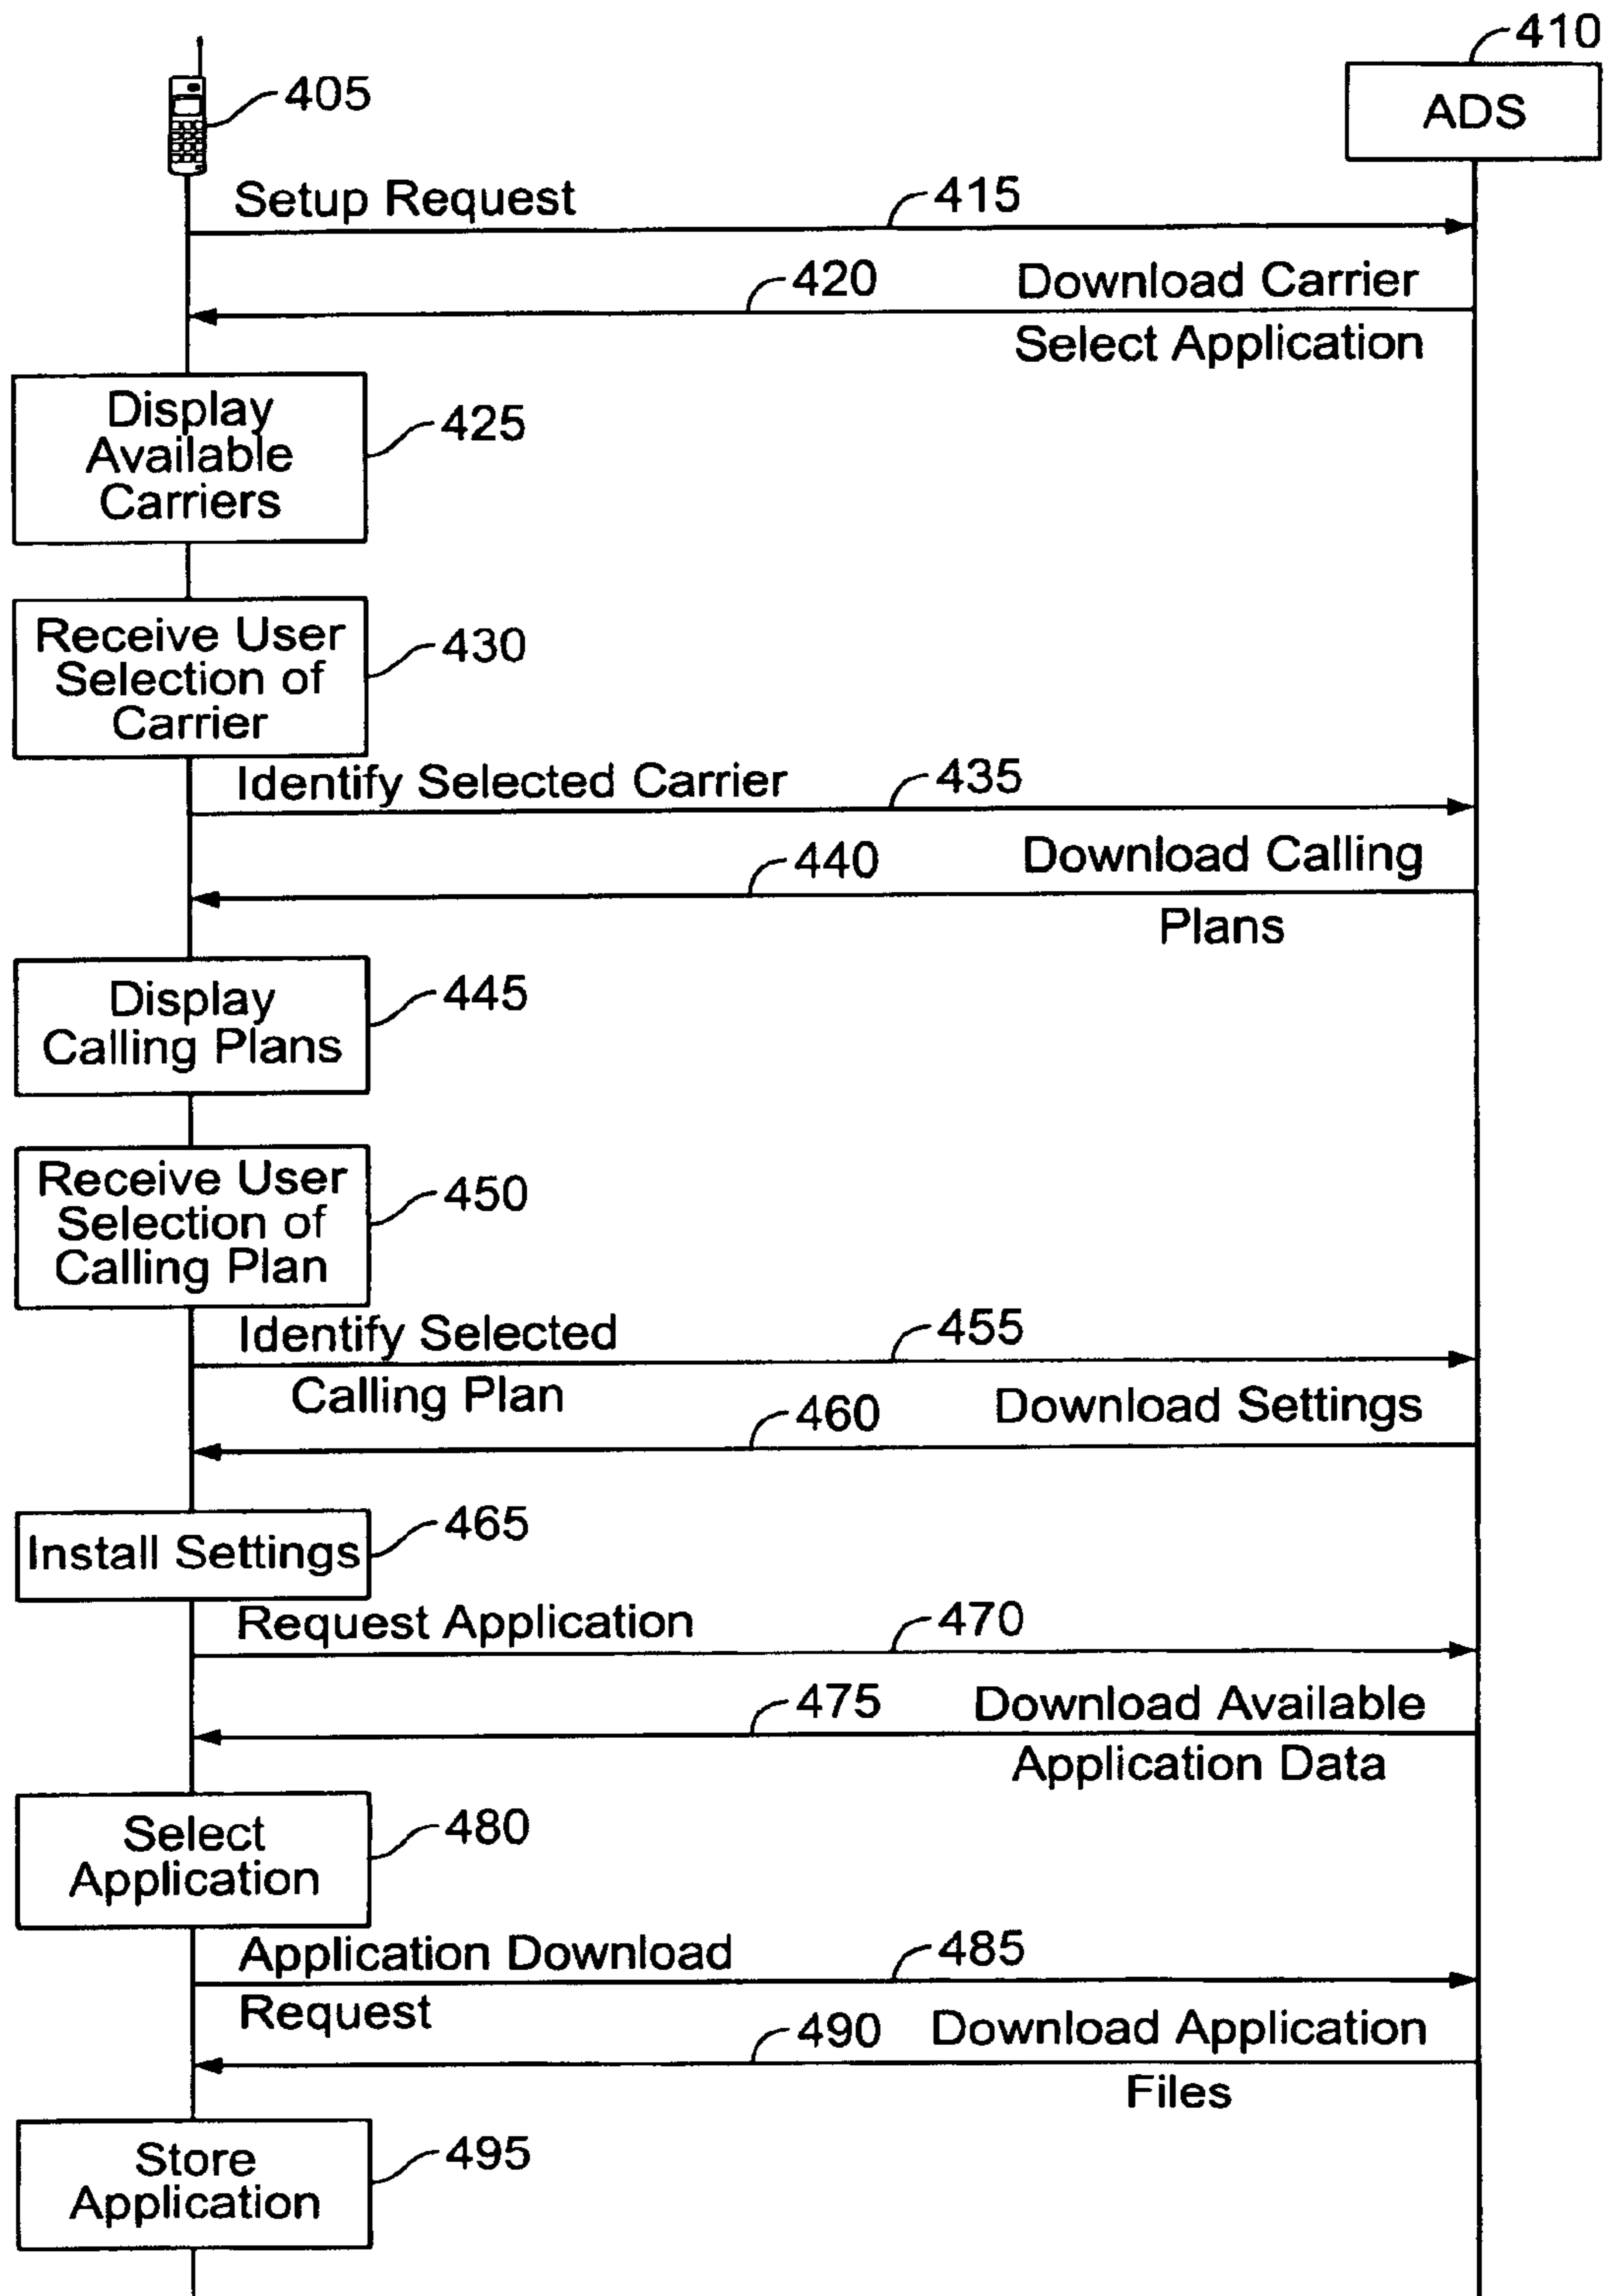 410
ADS
405
Setup Request
415
420
Download Carrier
Select Application
Display
Available
Carriers
425
Receive User
Selection of
Carrier
430
Identify Selected Carrier
435
440
Download Calling
Plans
Display
Calling Plans
445
Receive User
Selection of
Calling Plan
450
Identify Selected
Calling Plan
455
460
Download Settings
Install Settings
465
Request Application
470
475
Download Available
Application Data
Select
Application
480
Application Download
Request
485
490
Download Application
Files
Store
Application
495